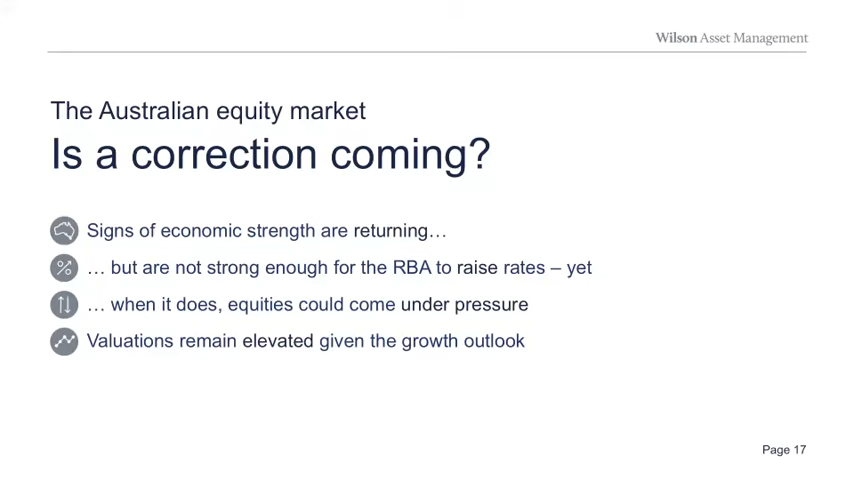 Wilson Asset Management
The Australian equity market
Is a correction coming?
Signs of economic strength are returning…
… but are not strong enough for the RBA to raise rates – yet
… when it does, equities could come under pressure
Valuations remain elevated given the growth outlook
Page 17